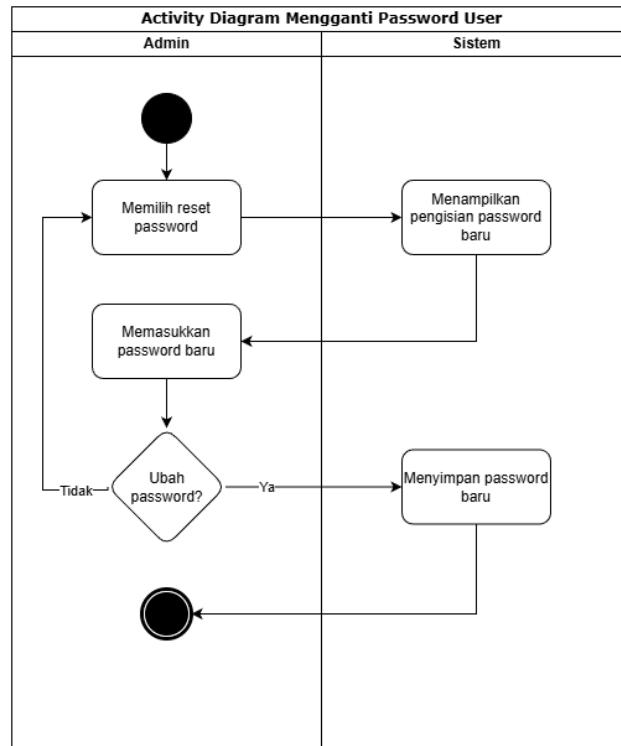 Activity Diagram Mengganti Password User
Admin
Sistem
Memilih reset
password
Menampilkan
pengisian password
baru
Memasukkan
password baru
Ubah
password?
Tidak
Ya
Menyimpan password
baru